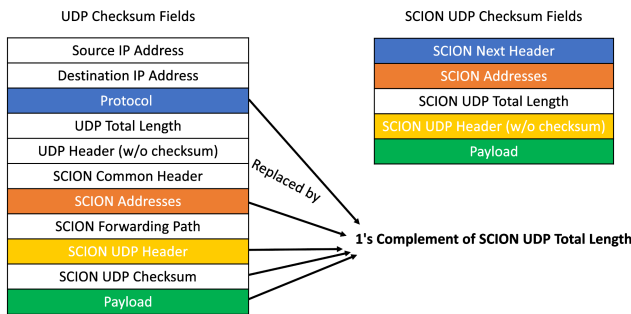 UDP Checksum Fields
Source IP Address
Destination IP Address
Protocol
UDP Total Length
UDP Header (w/o checksum)
SCION Common Header
SCION Addresses
SCION Forwarding Path
SCION UDP Header
SCION UDP Checksum
Payload
Replaced by
1's Complement of SCION UDP Total Length
SCION UDP Checksum Fields
SCION Next Header
SCION Addresses
SCION UDP Total Length
SCION UDP Header (w/o checksum)
Payload